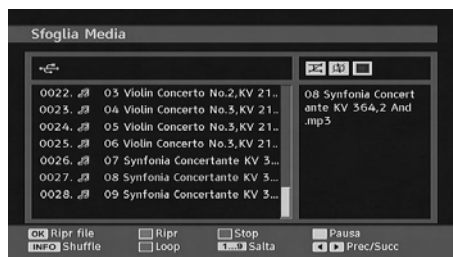 Sfoglia Media
0022. 03 Violin Concerto No.2,KV 21..
0023. 04 Violin Concerto No.3,KV 21..
0024. 05 Violin Concerto No.3,KV 21..
0025. 06 Violin Concerto No.3,KV 21..
0026. 07 Synfonia Concertante KV 3...
0027. 08 Synfonia Concertante KV 3...
0028. 09 Synfonia Concertante KV 3...
08 Synfonia Concert
ante KV 364,2 And
.mp3
OK Ripr file Ripr Stop Pausa
INFO Shuffle Loop 1...9 Salta Prec/Succ